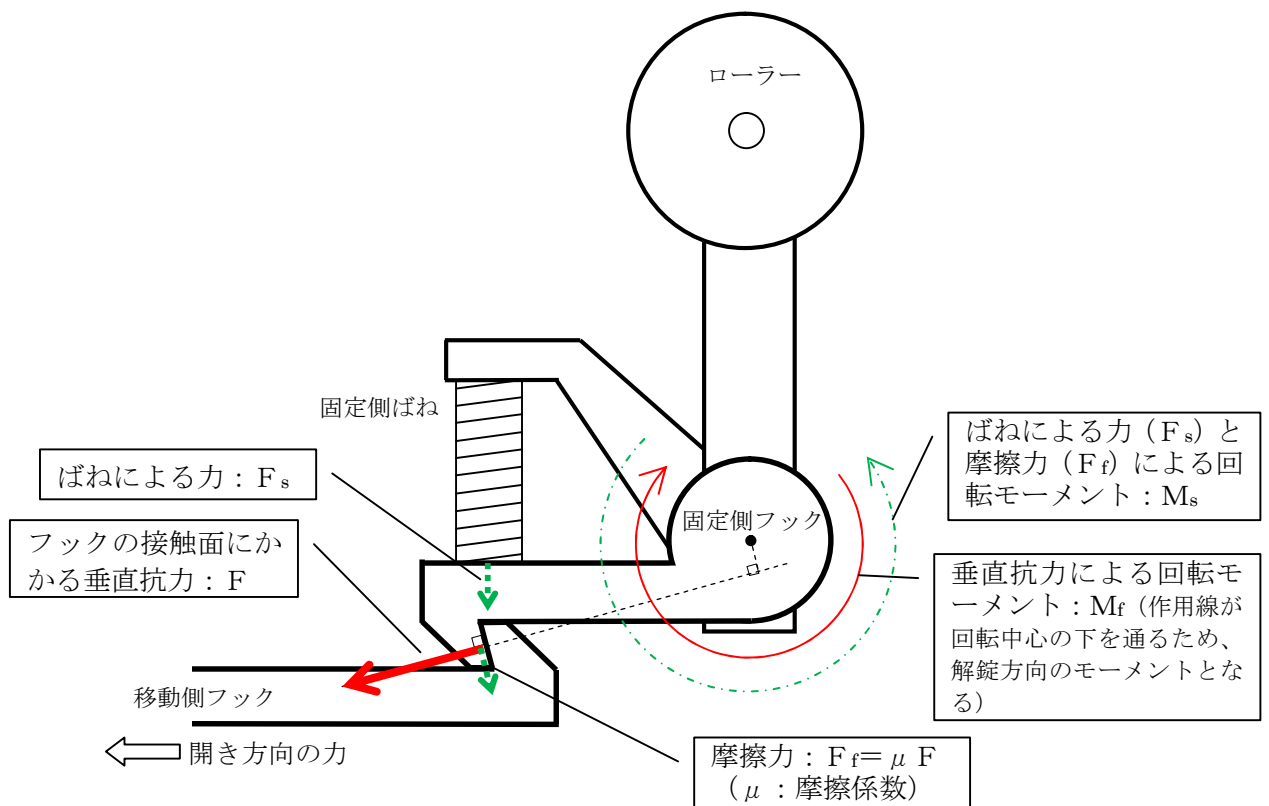 ローラー
固定側ばね
ばねによる力：Ｆs
フックの接触面にか
かる垂直抗力：Ｆ
固定側フック
ばねによる力（Ｆs）と
摩擦力（Ｆf）による回
転モーメント：Ｍs
垂直抗力による回転モ
ーメント：Ｍf（作用線が
回転中心の下を通るため、
解錠方向のモーメントとな
る）
移動側フック
開き方向の力
摩擦力：Ｆf＝μＦ
（μ：摩擦係数）